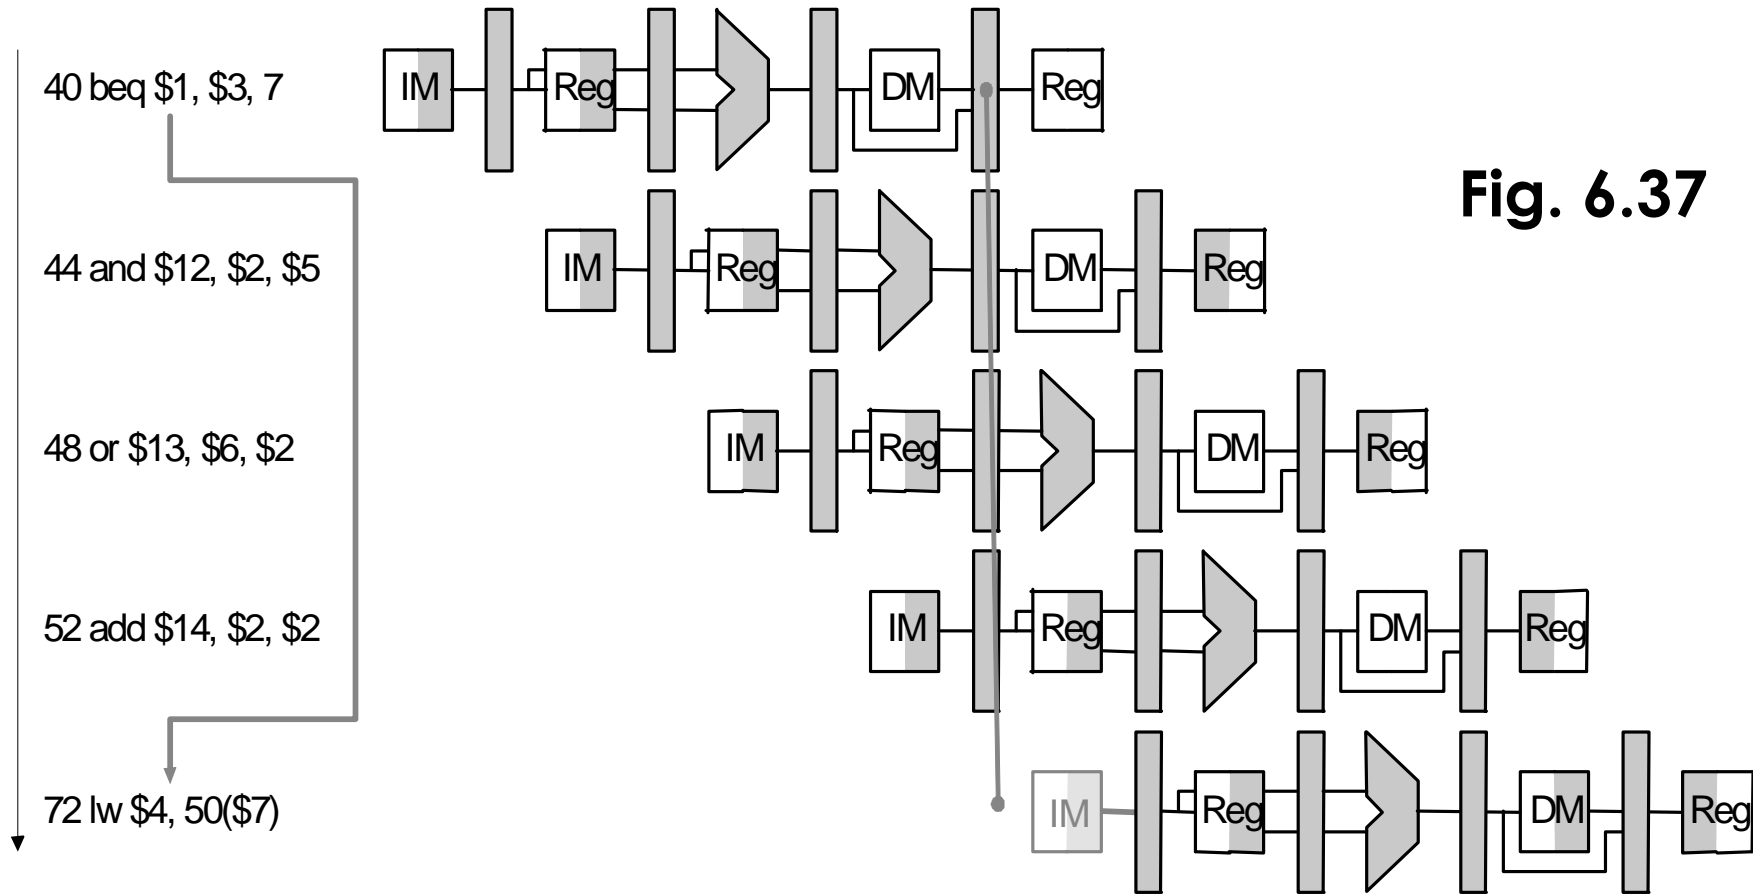 40 beq $1, $3, 7
IM
Reg
DM
Reg
Fig. 6.37
44 and $12, $2, $5
IM
Reg
DM
Reg
48 or $13, $6, $2
IM
Reg
DM
Reg
52 add $14, $2, $2
IM
Reg
DM
Reg
72 lw $4, 50($7)
IM
Reg
DM
Reg